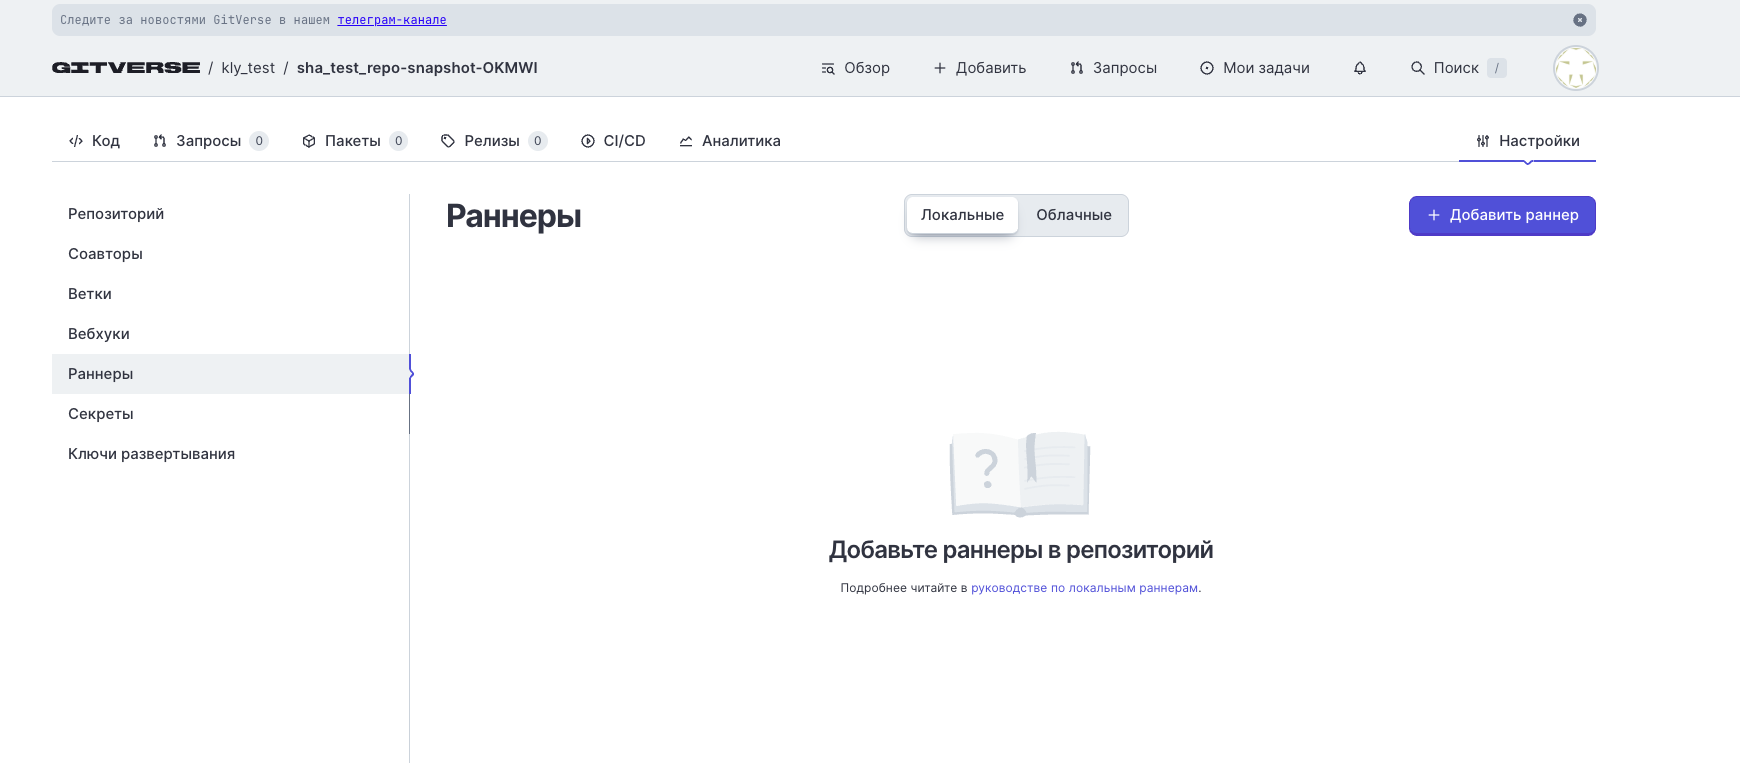 Следите за новостями GitVerse в нашем телеграм-канале
GITVERSE / kly_test / sha_test_repo-snapshot-OKMWI
Обзор
Добавить
Запросы
Мои задачи
Поиск /
Код
Запросы 0
Пакеты 0
Релизы 0
CI/CD
Аналитика
Настройки
Репозиторий
Соавторы
Ветки
Вебхуки
Раннеры
Секреты
Ключи развертывания
Раннеры
Локальные
Облачные
+ Добавить раннер
?
Добавьте раннеры в репозиторий
Подробнее читайте в руководстве по локальным раннерам.